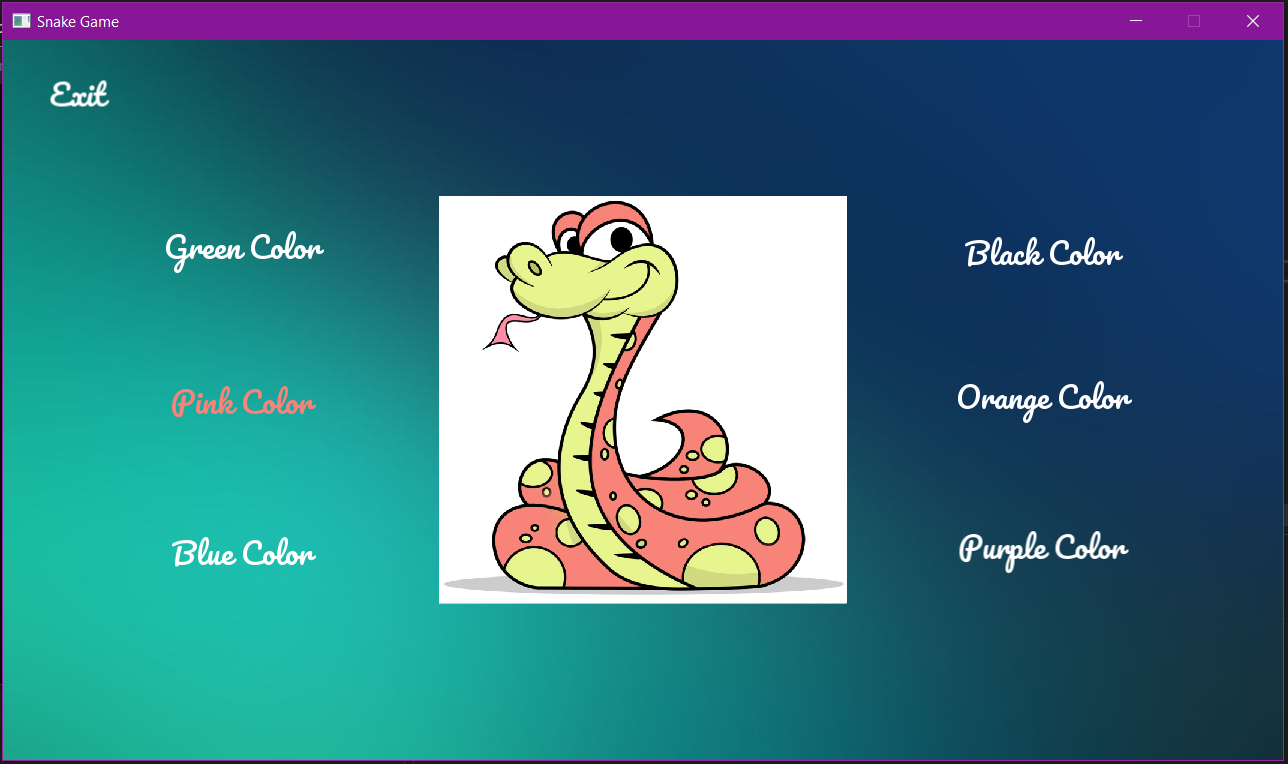 Snake Game
Exit
Green Color
Black Color
Pink Color
Orange Color
Blue Color
Purple Color